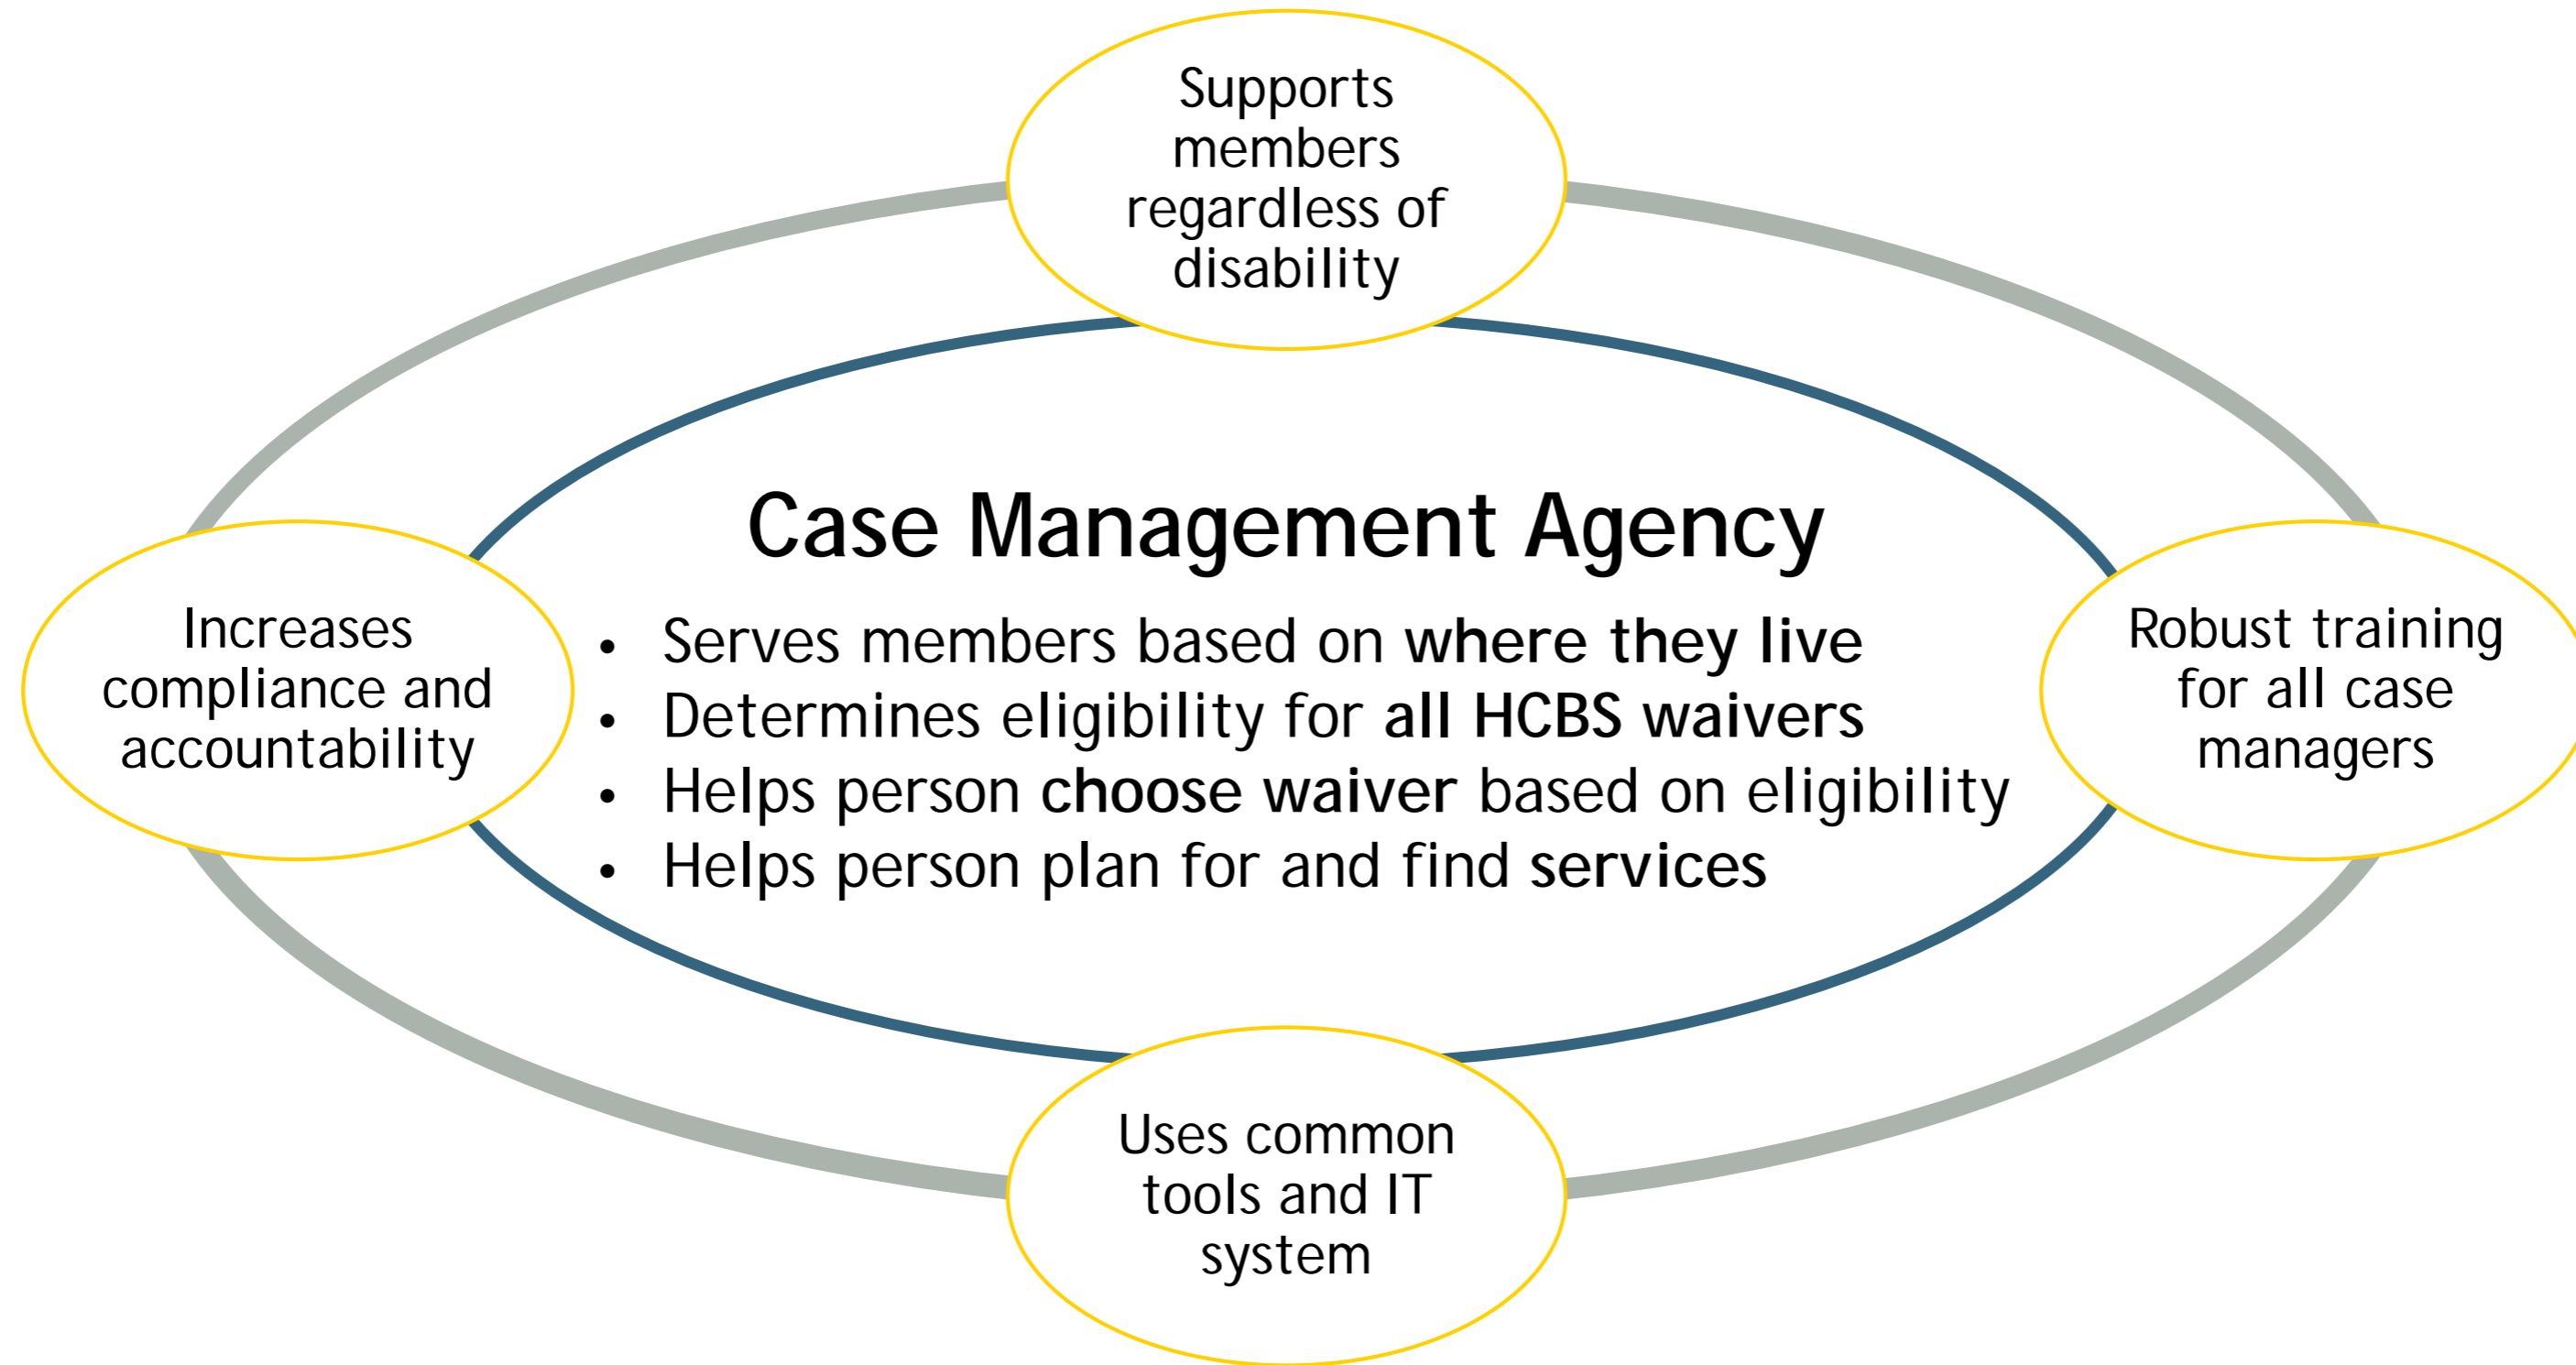 Supports
members
regardless of
disability
Case Management Agency
• Serves members based on where they live
• Determines eligibility for all HCBS waivers
• Helps person choose waiver based on eligibility
• Helps person plan for and find services
Increases
compliance and
accountability
Robust training
for all case
managers
Uses common
tools and IT
system